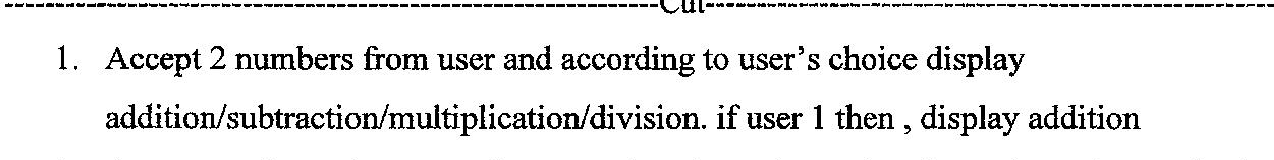 Cut
1. Accept 2 numbers from user and according to user's choice display
addition/subtraction/multiplication/division. if user 1 then , display addition